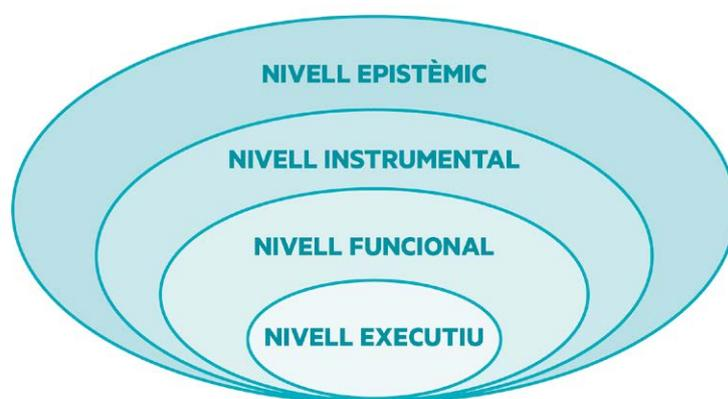 NIVELL EPISTÈMIC
NIVELL INSTRUMENTAL
NIVELL FUNCIONAL
NIVELL EXECUTIU